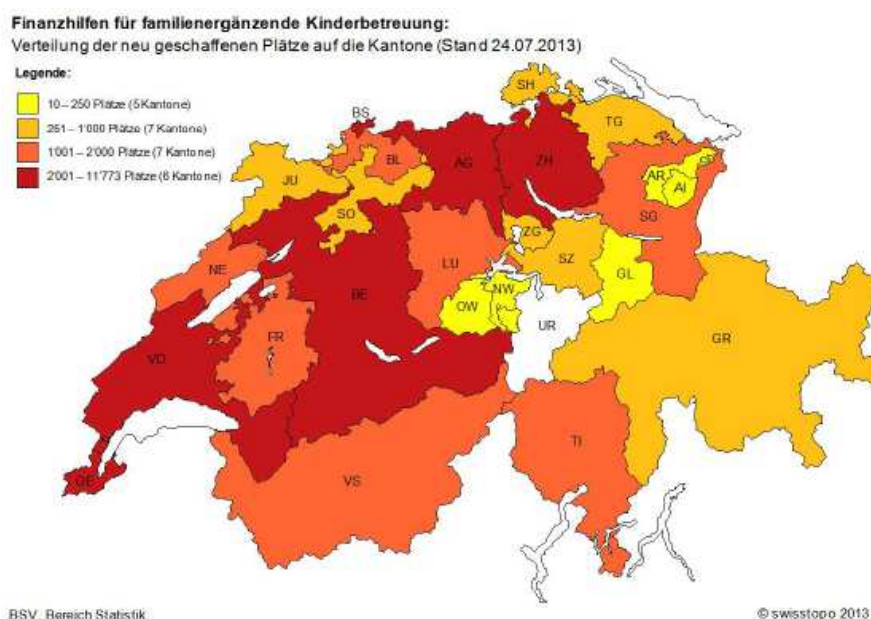 Finanzhilfen für familienergänzende Kinderbetreuung:
Verteilung der neu geschaffenen Plätze auf die Kantone (Stand 24.07.2013)
Legende:
10 – 250 Plätze (5 Kantone)
251 – 1'000 Plätze (7 Kantone)
1'001 – 2'000 Plätze (7 Kantone)
2'001 – 11'773 Plätze (6 Kantone)
SH
BS
TG
BL
AG
ZH
JU
AR
AI
SO
SG
ZG
NE
LU
SZ
GL
BE
NW
OW
UR
FR
GR
VD
TI
GE
VS
BSV, Bereich Statistik
© swisstopo 2013